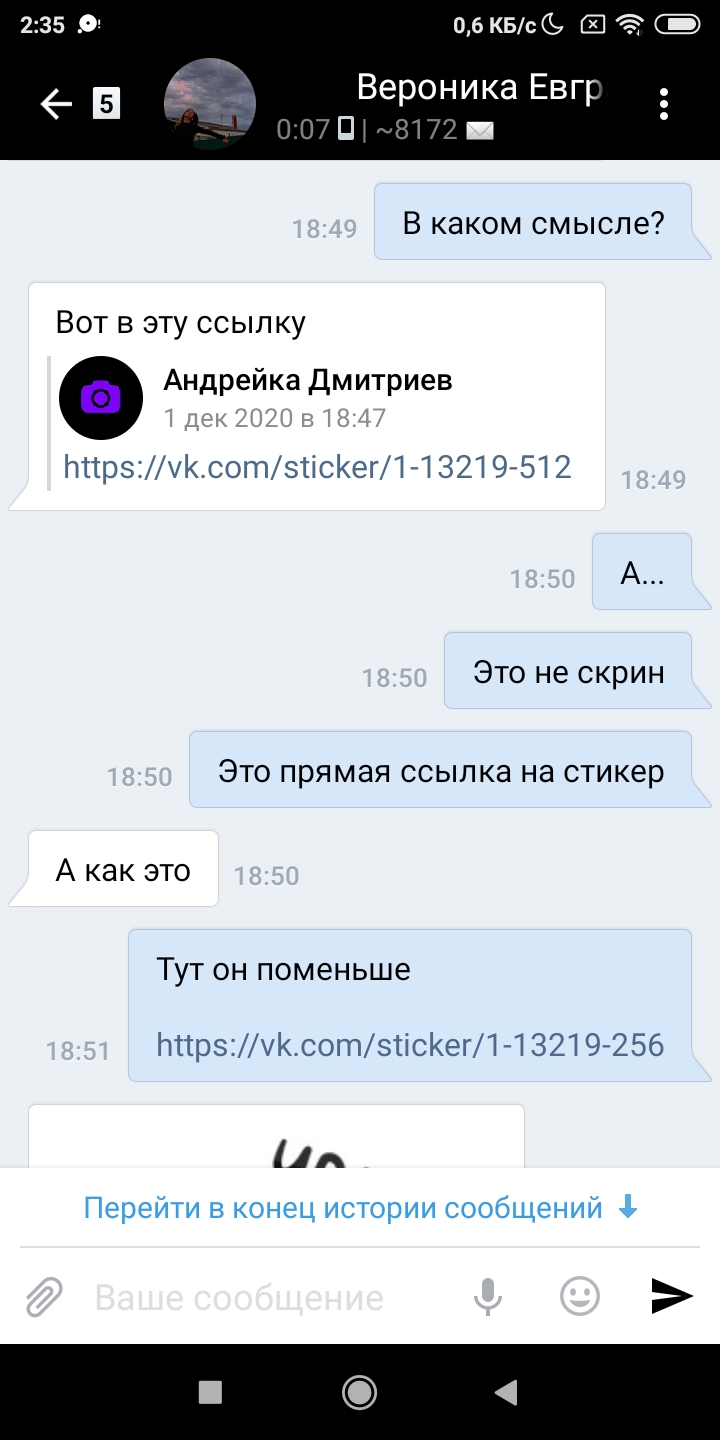 2:35
0,6 КБ/с
5
Вероника Евгр
0:07 | ~8172
18:49 В каком смысле?
Вот в эту ссылку
Андрейка Дмитриев
1 дек 2020 в 18:47
https://vk.com/sticker/1-13219-512
18:49
18:50 А...
18:50 Это не скрин
18:50 Это прямая ссылка на стикер
А как это 18:50
Тут он поменьше
18:51 https://vk.com/sticker/1-13219-256
Перейти в конец истории сообщений
Ваше сообщение